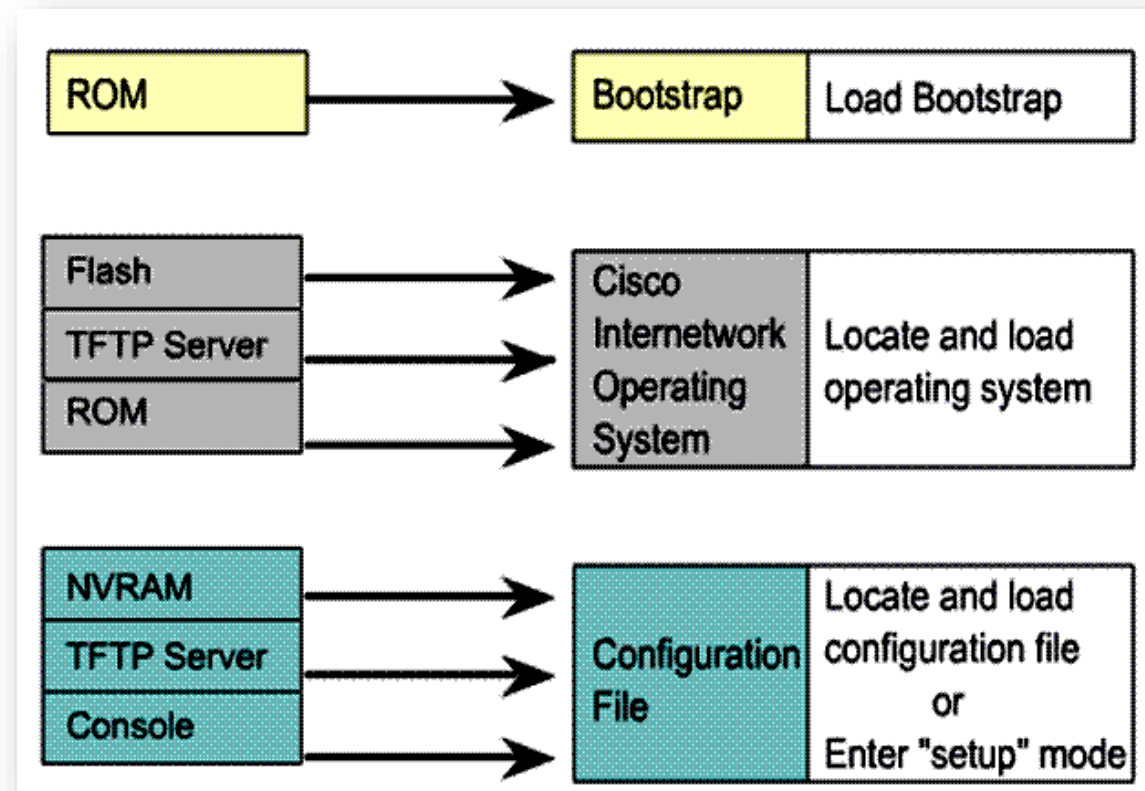 ROM
Bootstrap
Load Bootstrap
Flash
TFTP Server
ROM
Cisco
Internetwork
Operating
System
Locate and load
operating system
NVRAM
TFTP Server
Console
Configuration
File
Locate and load
configuration file
or
Enter "setup" mode